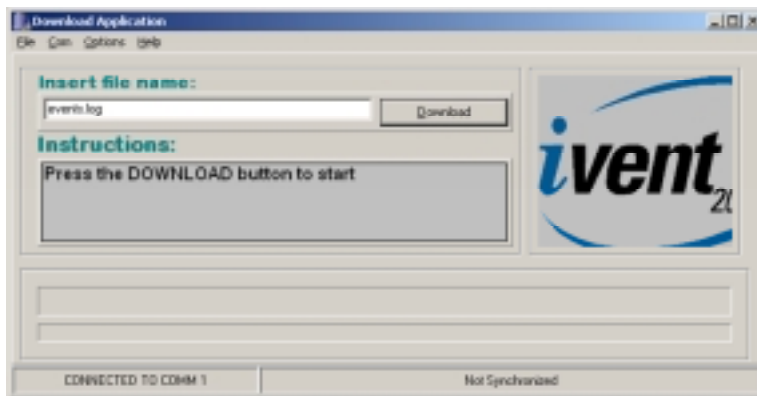 Download Application
File Com Options Help
Insert file name:
events.log
Download
Instructions:
Press the DOWNLOAD button to start
ivent
20
CONNECTED TO COMM 1
Not Synchronized